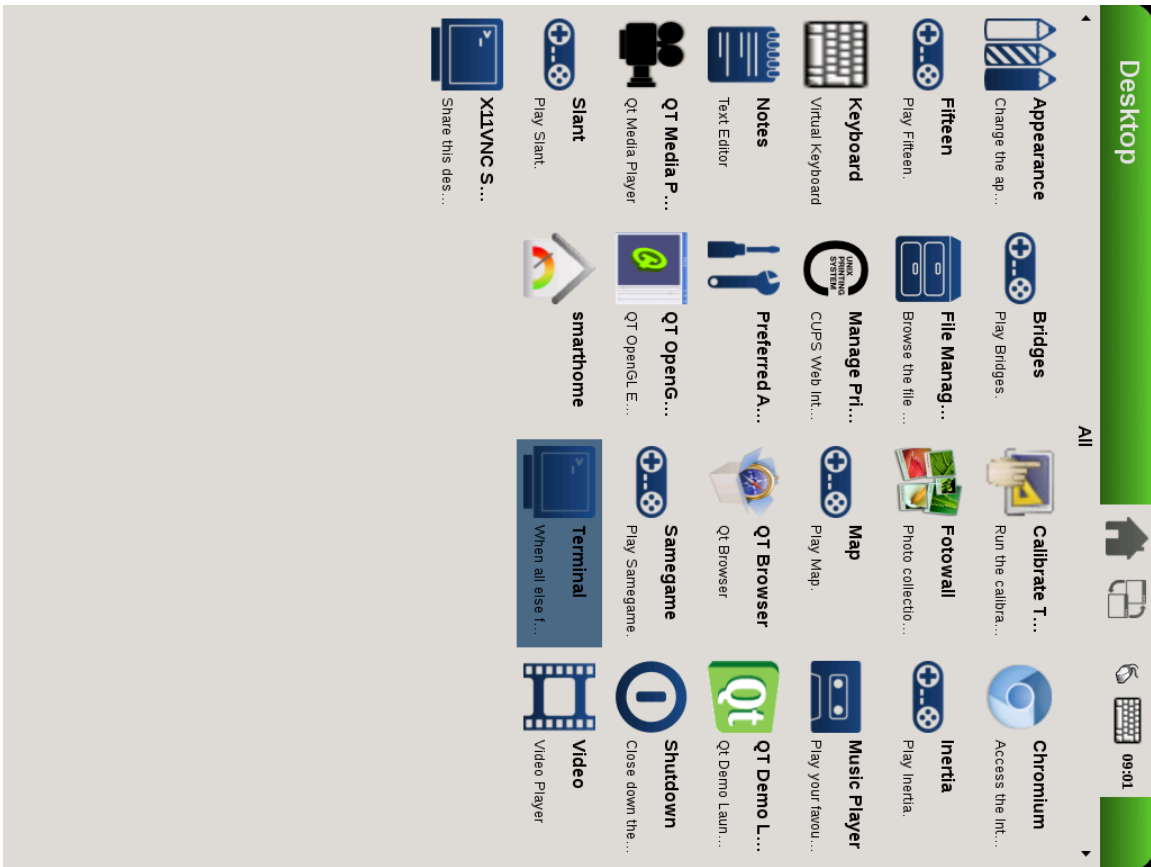 Desktop
09:01
All
Appearance
Change the ap...
Bridges
Play Bridges.
Calibrate T...
Run the calibra...
Chromium
Access the Int...
Fifteen
Play Fifteen.
File Manag...
Browse the file ...
Fotowall
Photo collectio...
Inertia
Play Inertia.
Keyboard
Virtual Keyboard
UNIX
PRINTING
SYSTEM
Manage Pri...
CUPS Web Int...
Map
Play Map.
Music Player
Play your favou...
Notes
Text Editor
Preferred A...
QT Browser
Qt Browser
Qt
QT Demo L...
Qt Demo Laun...
QT Media P...
Qt Media Player
QT OpenG...
QT OpenGL E...
Samegame
Play Samegame.
Shutdown
Close down the...
Slant
Play Slant.
smarthome
Terminal
When all else f...
Video
Video Player
X11VNC S...
Share this des...